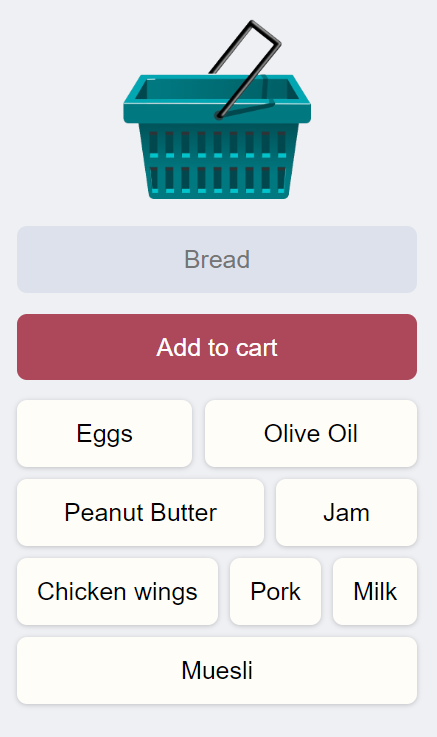 Bread
Add to cart
Eggs
Olive Oil
Peanut Butter
Jam
Chicken wings
Pork
Milk
Muesli